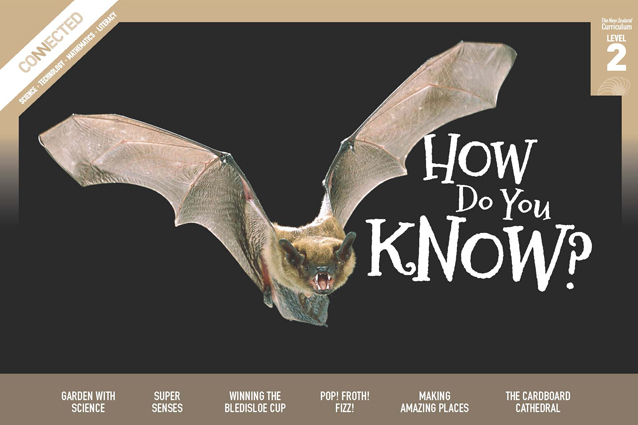 CONNECTED
SCIENCE · TECHNOLOGY · MATHEMATICS · LITERACY
The New Zealand
Curriculum
LEVEL
2
HOW
DO YOU
KNOW?
GARDEN WITH
SCIENCE
SUPER
SENSES
WINNING THE
BLEDISLOE CUP
POP! FROTH!
FIZZ!
MAKING
AMAZING PLACES
THE CARDBOARD
CATHEDRAL